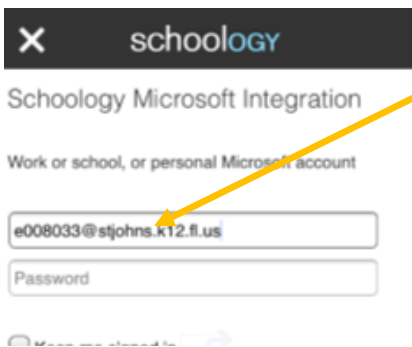 schoology
Schoology Microsoft Integration
Work or school, or personal Microsoft account
e008033@stjohns.k12.fl.us
Password
Keep me signed in